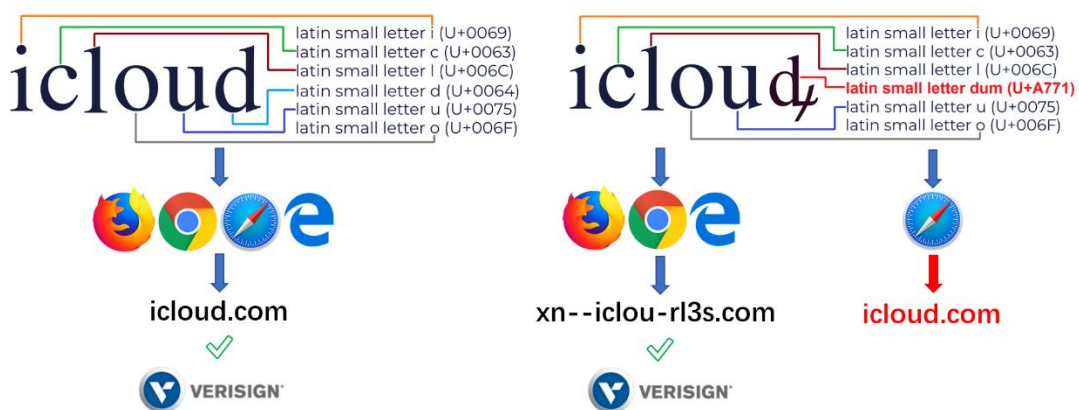 latin small letter i (U+0069)
latin small letter c (U+0063)
latin small letter l (U+006C)
latin small letter d (U+0064)
latin small letter u (U+0075)
latin small letter o (U+006F)
icloud
icloud.com
VERISIGN
latin small letter i (U+0069)
latin small letter c (U+0063)
latin small letter l (U+006C)
latin small letter dum (U+A771)
latin small letter u (U+0075)
latin small letter o (U+006F)
iclouꝱ
xn--iclou-rl3s.com
icloud.com
VERISIGN